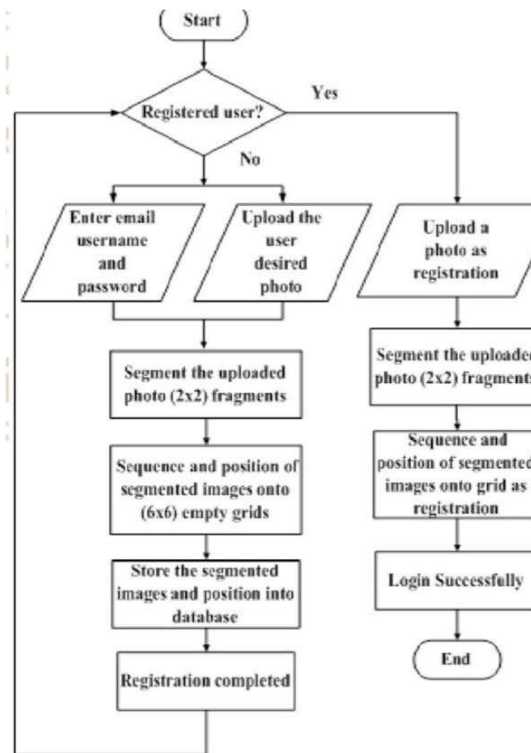 Start
Registered user?
Yes
No
Enter email
username
and
password
Upload the
user
desired
photo
Upload a
photo as
registration
Segment the uploaded
photo (2x2) fragments
Segment the uploaded
photo (2x2) fragments
Sequence and position of
segmented images onto
(6x6) empty grids
Sequence and
position of segmented
images onto grid as
registration
Store the segmented
images and position into
database
Login Successfully
Registration completed
End